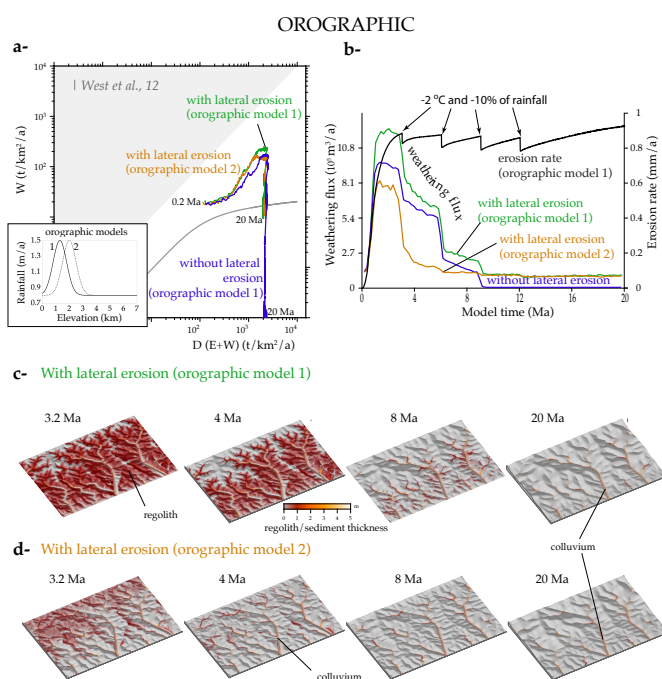 OROGRAPHIC
a-
10⁴
West et al., 12
with lateral erosion
(orographic model 1)
W (t/km²/a)
10³
with lateral erosion
(orographic model 2)
10²
0.2 Ma
20 Ma
orographic models
Rainfall (m/a)
1.5
1.3
1.1
0.9
0.7
1 2
0 1 2 3 4 5 6 7
Elevation (km)
without lateral
erosion
(orographic model 1)
20 Ma
10² 10³ 10⁴
D (E+W) (t/km²/a)
b-
-2 °C and -10% of rainfall
Weathering flux (10⁵ m³/a)
10.8
8.1
5.4
2.7
0
weathering flux
erosion rate
(orographic model 1)
with lateral erosion
(orographic model 1)
with lateral erosion
(orographic model 2)
without lateral erosion
1
0.8
0.6
0.4
0.2
0
Erosion rate (mm/a)
0 4 8 12 16 20
Model time (Ma)
c- With lateral erosion (orographic model 1)
3.2 Ma 4 Ma 8 Ma 20 Ma
regolith
0 1 2 3 4 5 m
regolith/sediment thickness
colluvium
d- With lateral erosion (orographic model 2)
3.2 Ma 4 Ma 8 Ma 20 Ma
colluvium